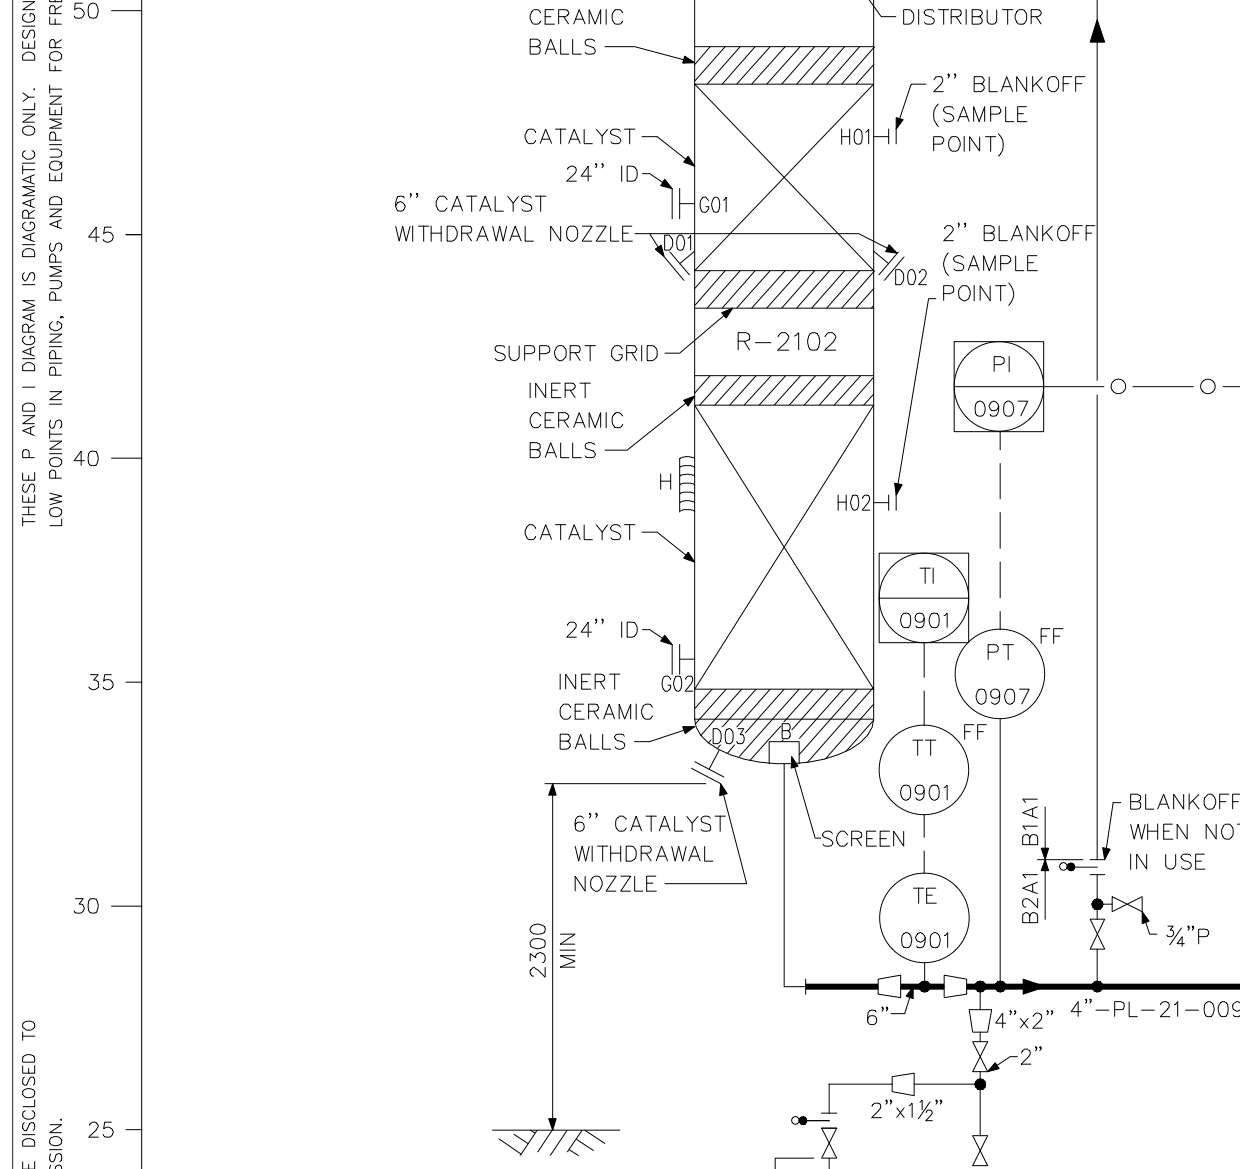 THESE P AND I DIAGRAM IS DIAGRAMATIC ONLY. DESIGN
LOW POINTS IN PIPING, PUMPS AND EQUIPMENT FOR FRE
E DISCLOSED TO
SSION.
50
45
40
35
30
25
CERAMIC
BALLS
DISTRIBUTOR
2'' BLANKOFF
(SAMPLE
POINT)
CATALYST
H01
24'' ID
G01
6'' CATALYST
WITHDRAWAL NOZZLE
D01
D02
2'' BLANKOFF
(SAMPLE
POINT)
SUPPORT GRID
R-2102
INERT
CERAMIC
BALLS
PI
0907
H
H02
CATALYST
TI
0901
24'' ID
G02
FF
PT
0907
INERT
CERAMIC
BALLS
D03
B
FF
TT
0901
6'' CATALYST
WITHDRAWAL
NOZZLE
SCREEN
B1A1
B2A1
BLANKOFF
WHEN NOT
IN USE
TE
0901
¾"P
2300
MIN
6"
4"x2"
4"-PL-21-009
2"
2"x1½"